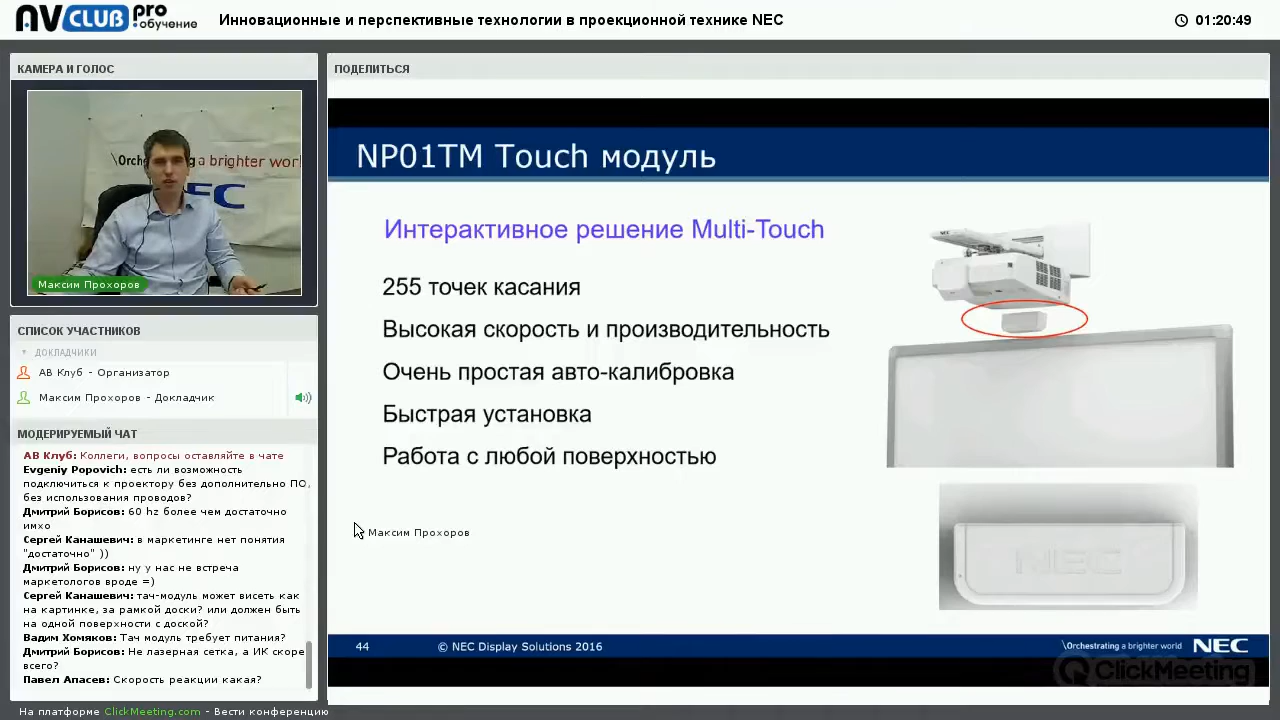 AVCLUB pro
:обучение
Инновационные и перспективные технологии в проекционной технике NEC
01:20:49
КАМЕРА И ГОЛОС
\Orchestrating a brighter worl
NEC
Максим Прохоров
СПИСОК УЧАСТНИКОВ
ДОКЛАДЧИКИ
АВ Клуб - Организатор
Максим Прохоров - Докладчик
МОДЕРИРУЕМЫЙ ЧАТ
АВ Клуб: Коллеги, вопросы оставляйте в чате
Evgeniy Popovich: есть ли возможность
подключиться к проектору без дополнительно ПО,
без использования проводов?
Дмитрий Борисов: 60 hz более чем достаточно
имхо
Сергей Канашевич: в маркетинге нет понятия
"достаточно" ))
Дмитрий Борисов: ну у нас не встреча
маркетологов вроде =)
Сергей Канашевич: тач-модуль может висеть как
на картинке, за рамкой доски? или должен быть
на одной поверхности с доской?
Вадим Хомяков: Тач модуль требует питания?
Дмитрий Борисов: Не лазерная сетка, а ИК скоре
всего?
Павел Апасев: Скорость реакции какая?
На платформе ClickMeeting.com - Вести конференцию
ПОДЕЛИТЬСЯ
NP01TM Touch модуль
Интерактивное решение Multi-Touch
255 точек касания
Высокая скорость и производительность
Очень простая авто-калибровка
Быстрая установка
Работа с любой поверхностью
Максим Прохоров
NEC
NEC
44
© NEC Display Solutions 2016
\Orchestrating a brighter world NEC
ClickMeeting